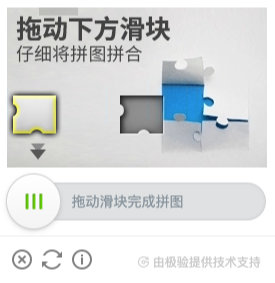 拖动下方滑块
仔细将拼图拼合
拖动滑块完成拼图
由极验提供技术支持